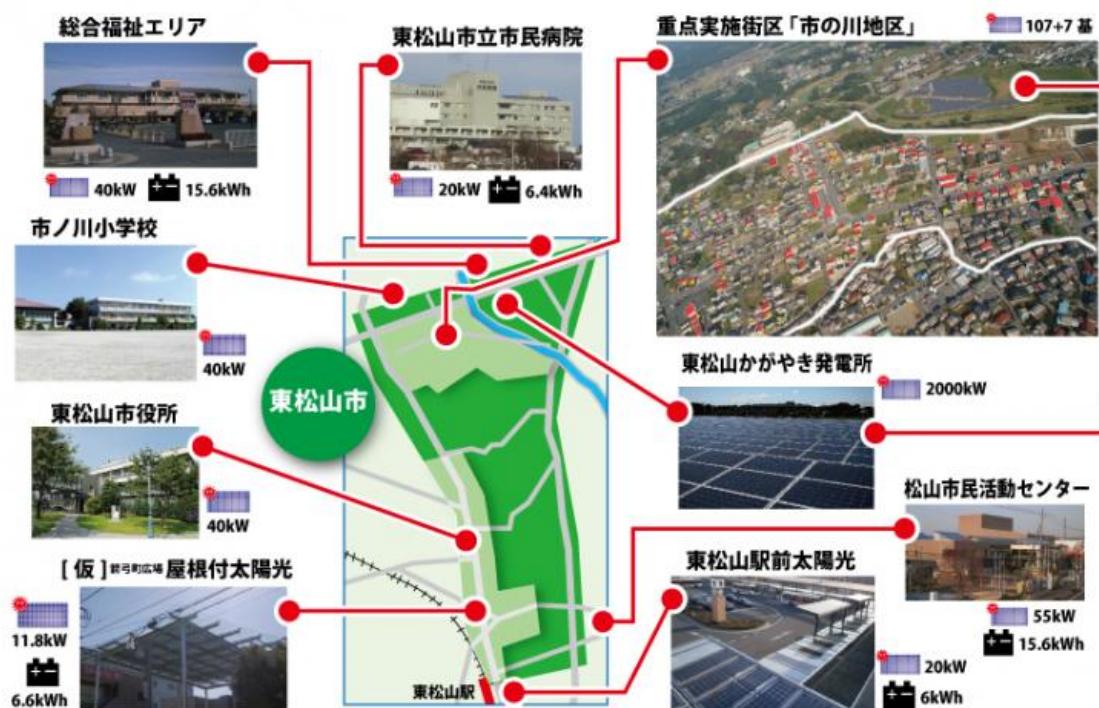 総合福祉エリア
40kW 15.6kWh
東松山市立市民病院
20kW 6.4kWh
重点実施街区「市の川地区」 107+7 基
市ノ川小学校
40kW
東松山市
東松山かがやき発電所
2000kW
東松山市役所
40kW
松山市民活動センター
55kW
15.6kWh
[仮]箭弓町広場 屋根付太陽光
11.8kW
6.6kWh
東松山駅
東松山駅前太陽光
20kW
6kWh